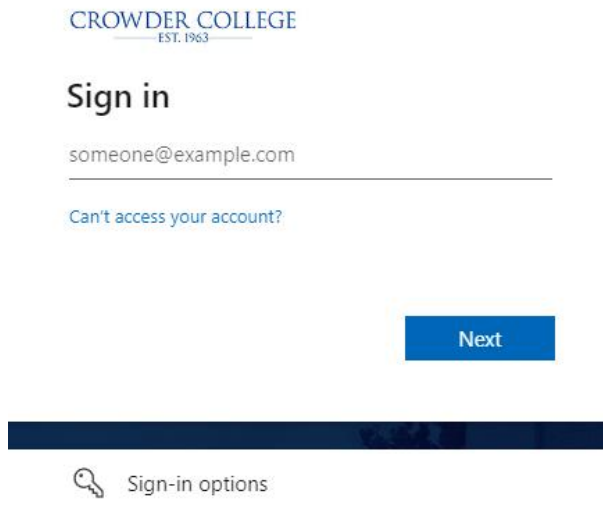 CROWDER COLLEGE
EST. 1963
Sign in
someone@example.com
Can't access your account?
Next
Sign-in options